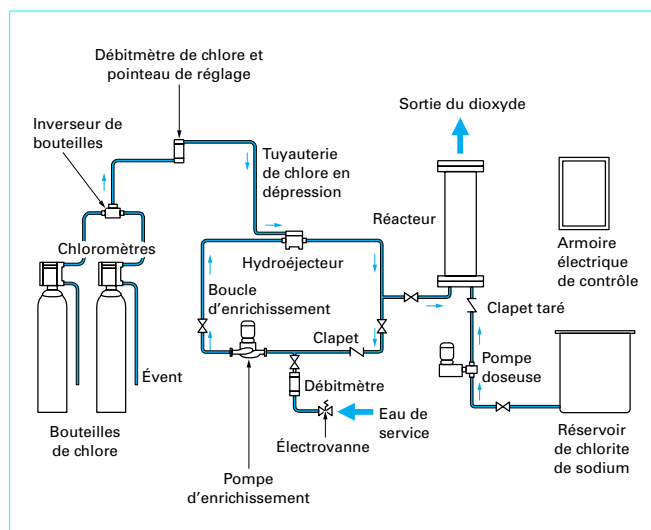 Débitmètre de chlore et
pointeau de réglage
Sortie du dioxyde
Inverseur de
bouteilles
Tuyauterie
de chlore en
dépression
Réacteur
Chloromètres
Hydroéjecteur
Armoire
électrique
de contrôle
Boucle
d'enrichissement
Clapet taré
Clapet
Évent
Débitmètre
Pompe
doseuse
Bouteilles
de chlore
Eau de
service
Électrovanne
Réservoir
de chlorite
de sodium
Pompe
d'enrichissement